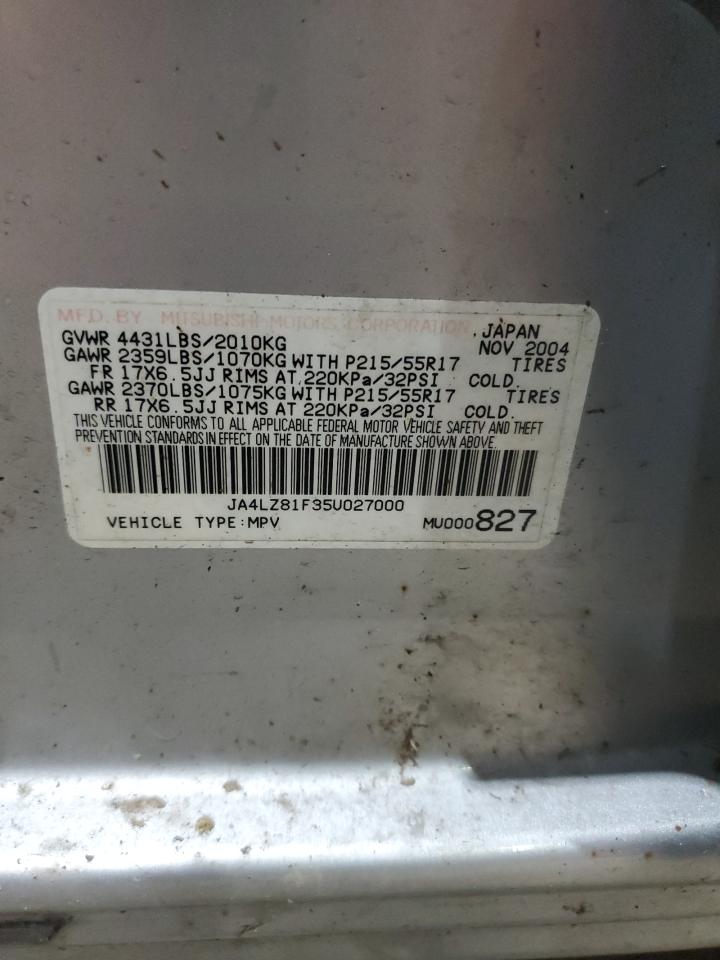 MFD. BY MITSUBISHI MOTORS CORPORATION, JAPAN
GVWR 4431LBS/2010KG NOV 2004
GAWR 2359LBS/1070KG WITH P215/55R17 TIRES
FR 17X6.5JJ RIMS AT 220KPa/32PSI COLD.
GAWR 2370LBS/1075KG WITH P215/55R17 TIRES
RR 17X6.5JJ RIMS AT 220KPa/32PSI COLD.
THIS VEHICLE CONFORMS TO ALL APPLICABLE FEDERAL MOTOR VEHICLE SAFETY AND THEFT
PREVENTION STANDARDS IN EFFECT ON THE DATE OF MANUFACTURE SHOWN ABOVE.
JA4LZ81F35U027000
VEHICLE TYPE:MPV MU000827